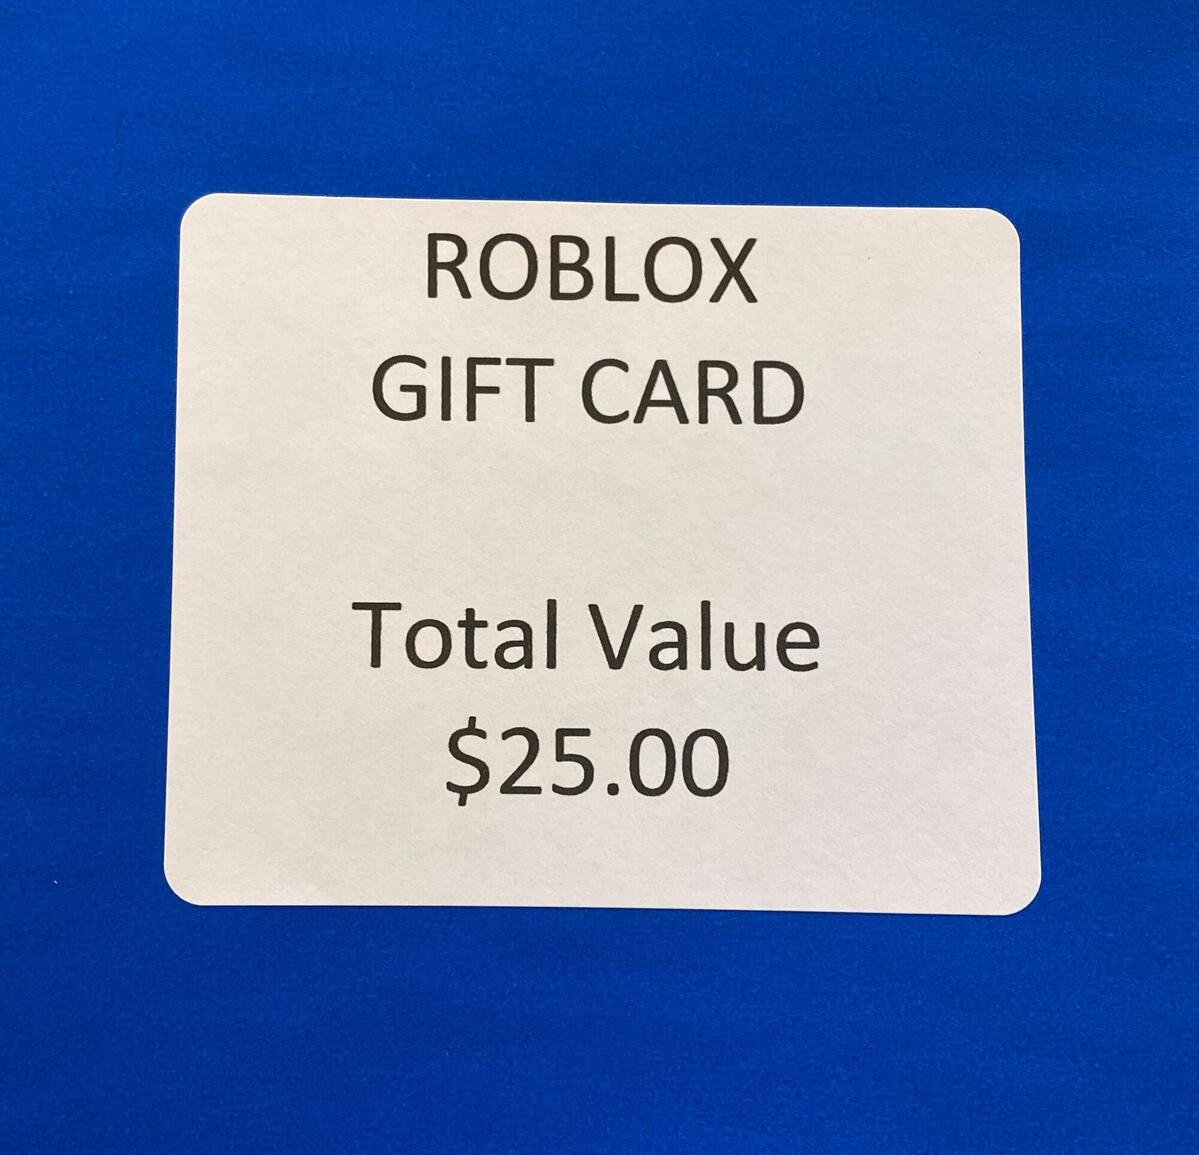 ROBLOX
GIFT CARD
Total Value
$25.00